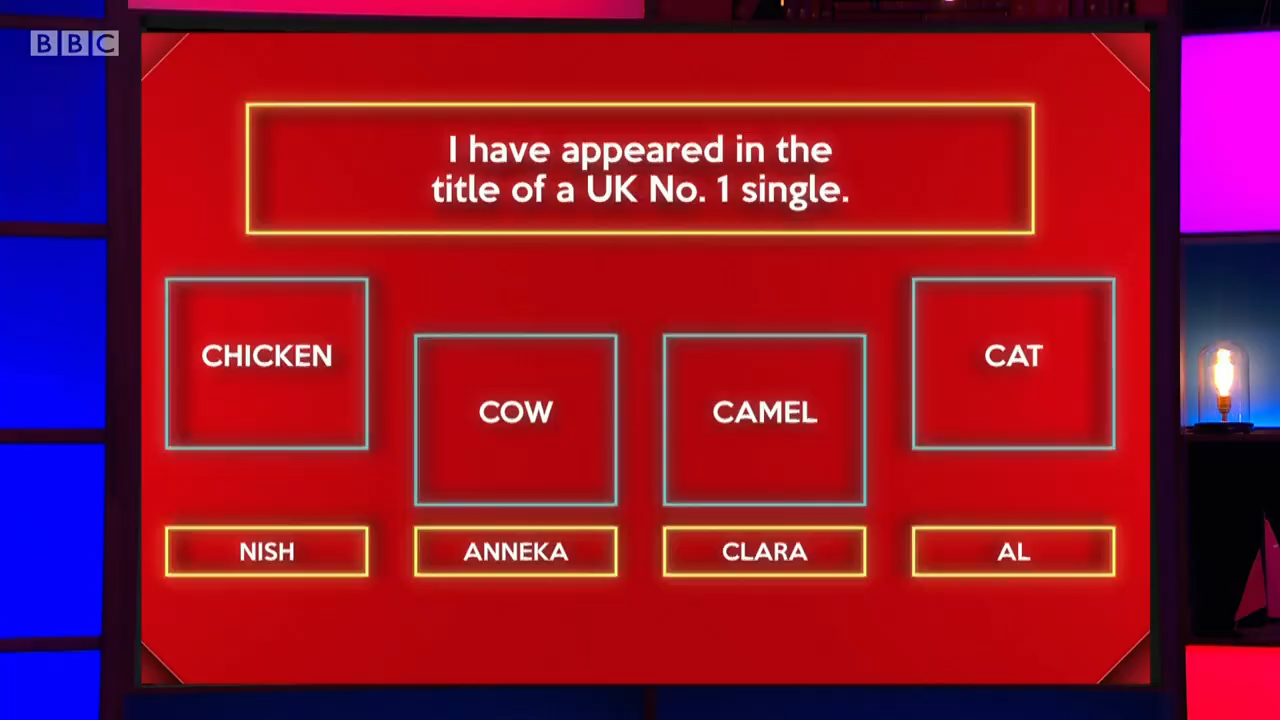 BBC
I have appeared in the
title of a UK No. 1 single.
CHICKEN
COW
CAMEL
CAT
NISH
ANNEKA
CLARA
AL